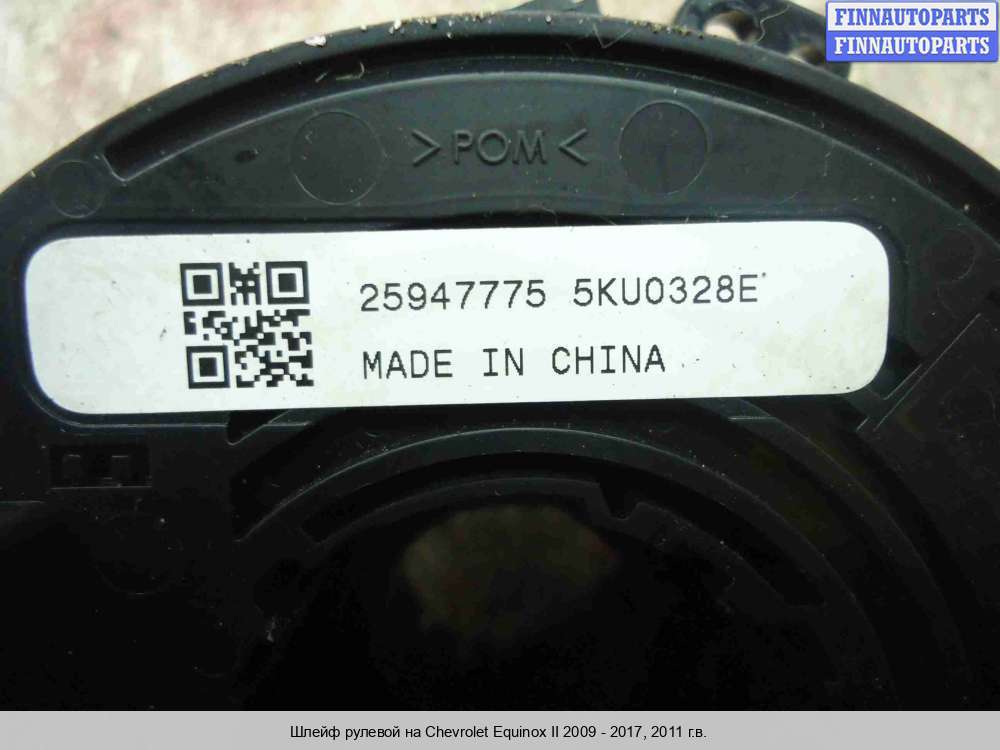 FINNAUTOPARTS
FINNAUTOPARTS
>POM<
25947775 5KU0328E
MADE IN CHINA
Шлейф рулевой на Chevrolet Equinox II 2009 - 2017, 2011 г.в.